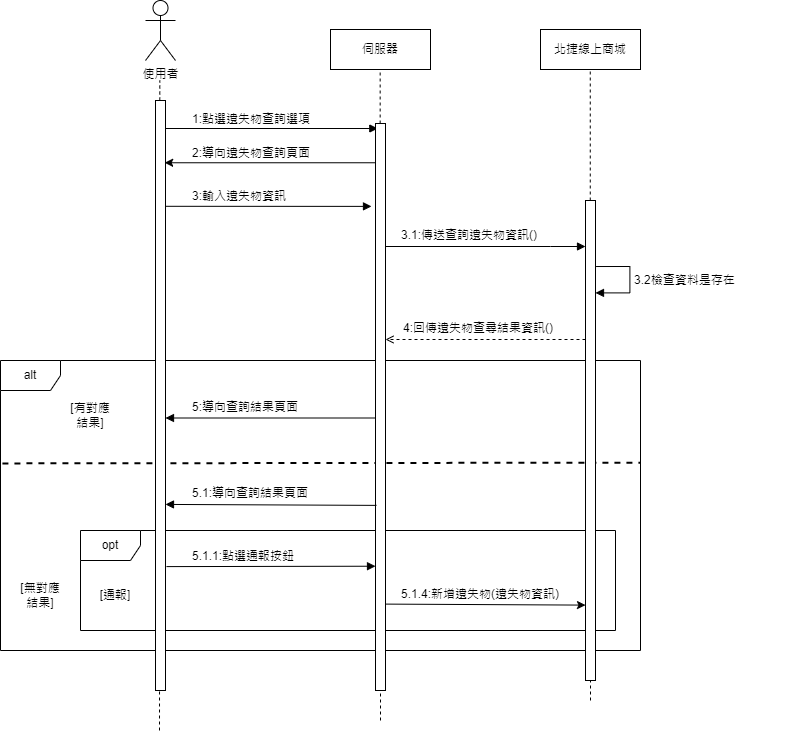 使用者
伺服器
北捷線上商城
1:點選遺失物查詢選項
2:導向遺失物查詢頁面
3:輸入遺失物資訊
3.1:傳送查詢遺失物資訊()
3.2檢查資料是存在
4:回傳遺失物查尋結果資訊()
alt
[有對應
結果]
5:導向查詢結果頁面
5.1:導向查詢結果頁面
opt
5.1.1:點選通報按鈕
[無對應
結果]
[通報]
5.1.4:新增遺失物(遺失物資訊)